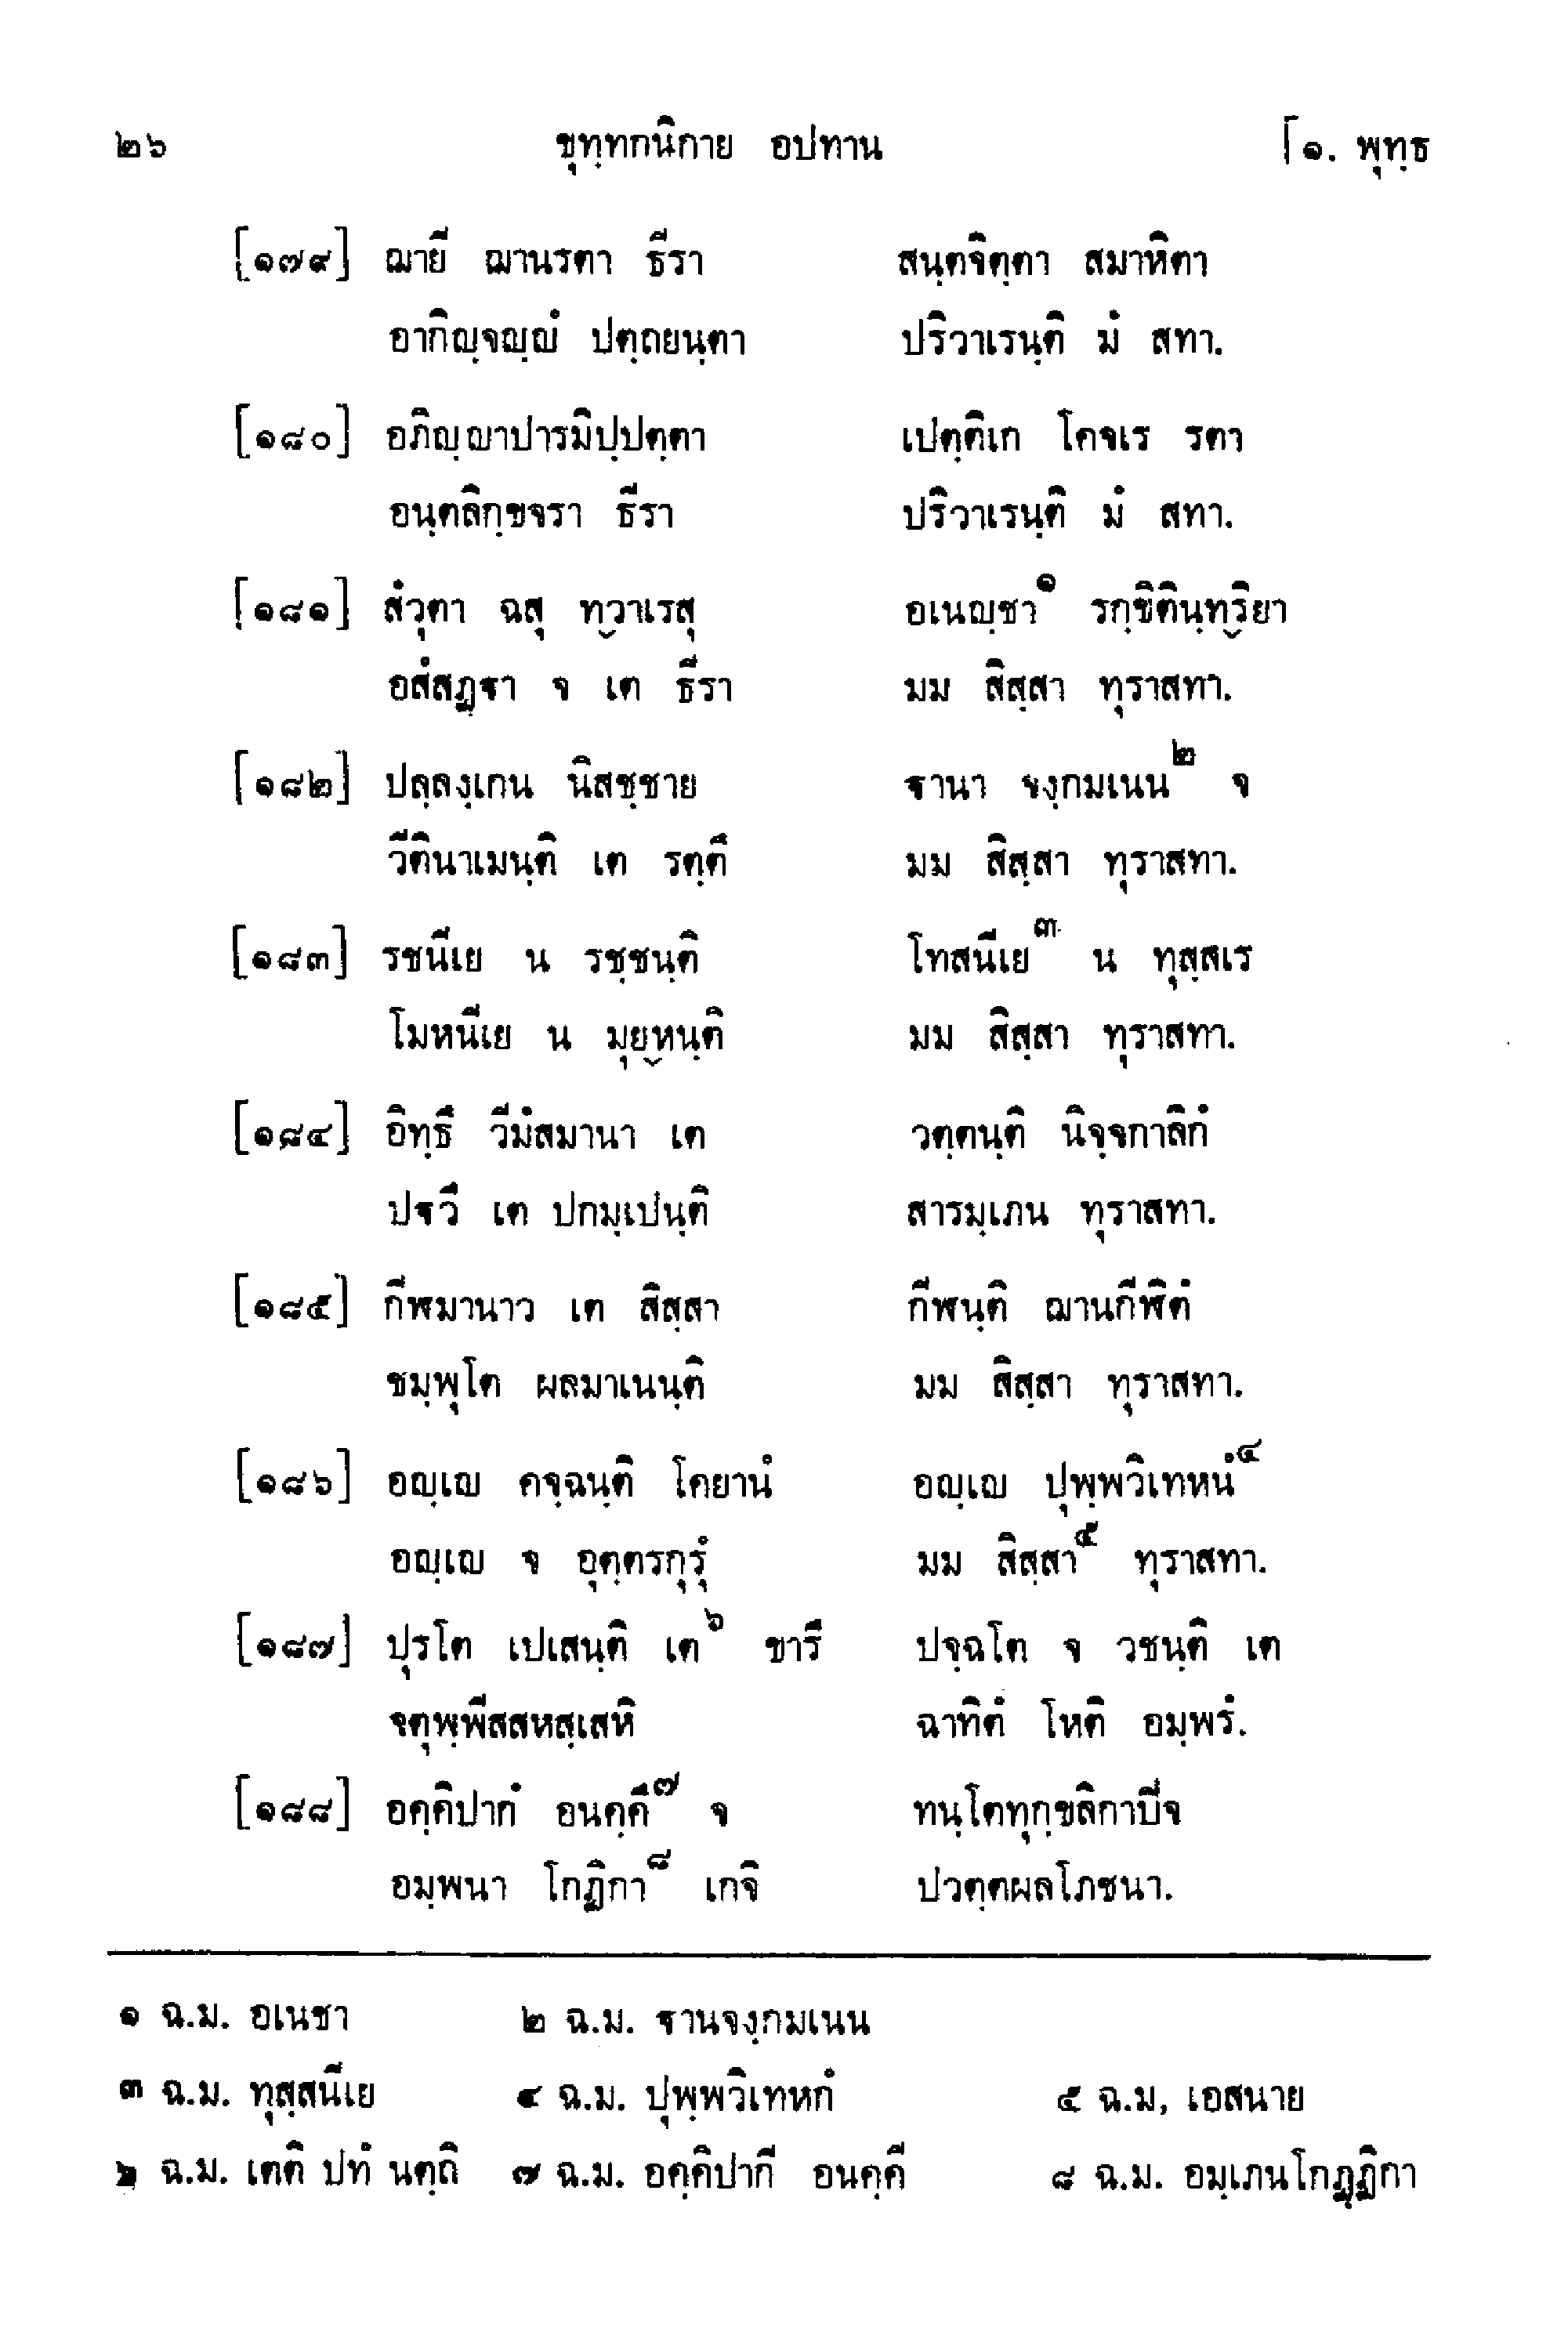 ๒๖ ขุทฺทกนิกาย อปทาน [๑. พุทฺธ
[๑๗๙] ฌายี ฌานรตา ธีรา สนฺตจิตฺตา สมาหิตา
อากิญฺจญฺญํ ปตฺถยนฺตา ปริวาเรนฺติ มํ สทา.
[๑๘๐] อภิญฺญาปารมิปฺปตฺตา เปตฺติเก โคจเร รตา
อนฺตลิกฺขจรา ธีรา ปริวาเรนฺติ มํ สทา.
[๑๘๑] สํวุตา ฉสุ ทฺวาเรสุ อเนญฺชา๑ รกฺขิตินฺทฺริยา
อสํสฏฺฐา จ เต ธีรา มม สิสฺสา ทุราสทา.
[๑๘๒] ปลฺลงฺเกน นิสชฺชาย ฐานา จงฺกมเนน๒ จ
วีตินาเมนฺติ เต รตฺตึ มม สิสฺสา ทุราสทา.
[๑๘๓] รชนีเย น รชฺชนฺติ โทสนีเย๓ น ทุสฺสเร
โมหนีเย น มุยฺหนฺติ มม สิสฺสา ทุราสทา.
[๑๘๔] อิทฺธึ วีมํสมานา เต วตฺตนฺติ นิจฺจกาลิกํ
ปฐวึ เต ปกมฺเปนฺติ สารมฺเภน ทุราสทา.
[๑๘๕] กีฬมานาว เต สิสฺสา กีฬนฺติ ฌานกีฬิตํ
ชมฺพุโต ผลมาเนนฺติ มม สิสฺสา ทุราสทา.
[๑๘๖] อญฺเญ คจฺฉนฺติ โคยานํ อญฺเญ ปุพฺพวิเทหนํ๔
อญฺเญ จ อุตฺตรกุรุํ มม สิสฺสา๕ ทุราสทา.
[๑๘๗] ปุรโต เปเสนฺติ เต๖ ขารึ ปจฺฉโต จ วชนฺติ เต
จตุพฺพีสสหสฺเสหิ ฉาทิตํ โหติ อมฺพรํ.
[๑๘๘] อคฺคิปากํ อนคฺคึ๗ จ ทนฺโตทุกฺขลิกาปี่จ
อมฺพนา โกฏิกา๘ เกจิ ปวตฺตผลโภชนา.
๑ ฉ.ม. อเนชา ๒ ฉ.ม. ฐานจงฺกมเนน
๓ ฉ.ม. ทุสฺสนีเย ๔ ฉ.ม. ปุพฺพวิเทหกํ ๕ ฉ.ม, เอสนาย
๖ ฉ.ม. เตติ ปทํ นตฺถิ ๗ ฉ.ม. อคฺคิปากี อนคฺคี ๘ ฉ.ม. อมฺเภนโกฏฺฏิกา